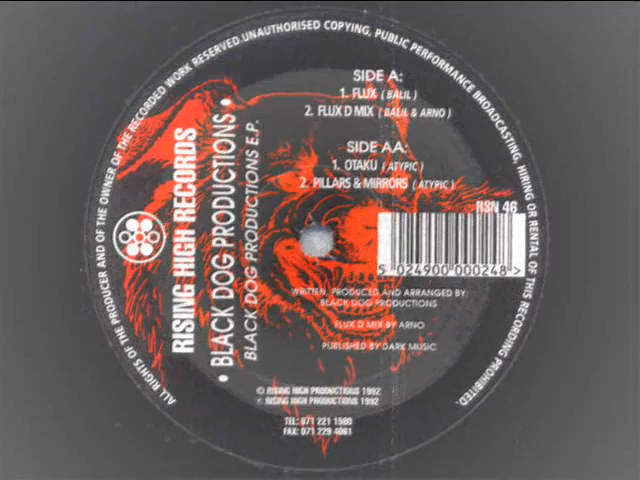 ALL RIGHTS OF THE PRODUCER AND OF THE OWNER OF THE RECORDED WORK RESERVED. UNAUTHORISED COPYING, PUBLIC PERFORMANCE, BROADCASTING, HIRING OR RENTAL OF THIS RECORDING PROHIBITED.
RISING HIGH RECORDS
• BLACK DOG PRODUCTIONS •
BLACK DOG PRODUCTIONS E.P.
SIDE A:
1. FLUX (BALIL)
2. FLUX D MIX (BALIL & ARNO)
SIDE AA:
1. OTAKU (ATYPIC)
2. PILLARS & MIRRORS (ATYPIC)
RSN 46
5 024900 000248 >
WRITTEN, PRODUCED AND ARRANGED BY:
BLACK DOG PRODUCTIONS
FLUX D MIX BY ARNO
PUBLISHED BY DARK MUSIC
© RISING HIGH PRODUCTIONS 1992
RISING HIGH PRODUCTIONS 1992
TEL: 071 221 1580
FAX: 071 229 4061